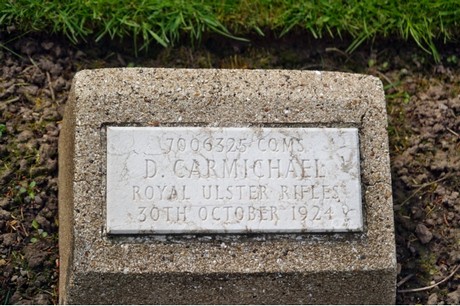 7006325 CQMS
D. CARMICHAEL
ROYAL ULSTER RIFLES
30TH OCTOBER 1924